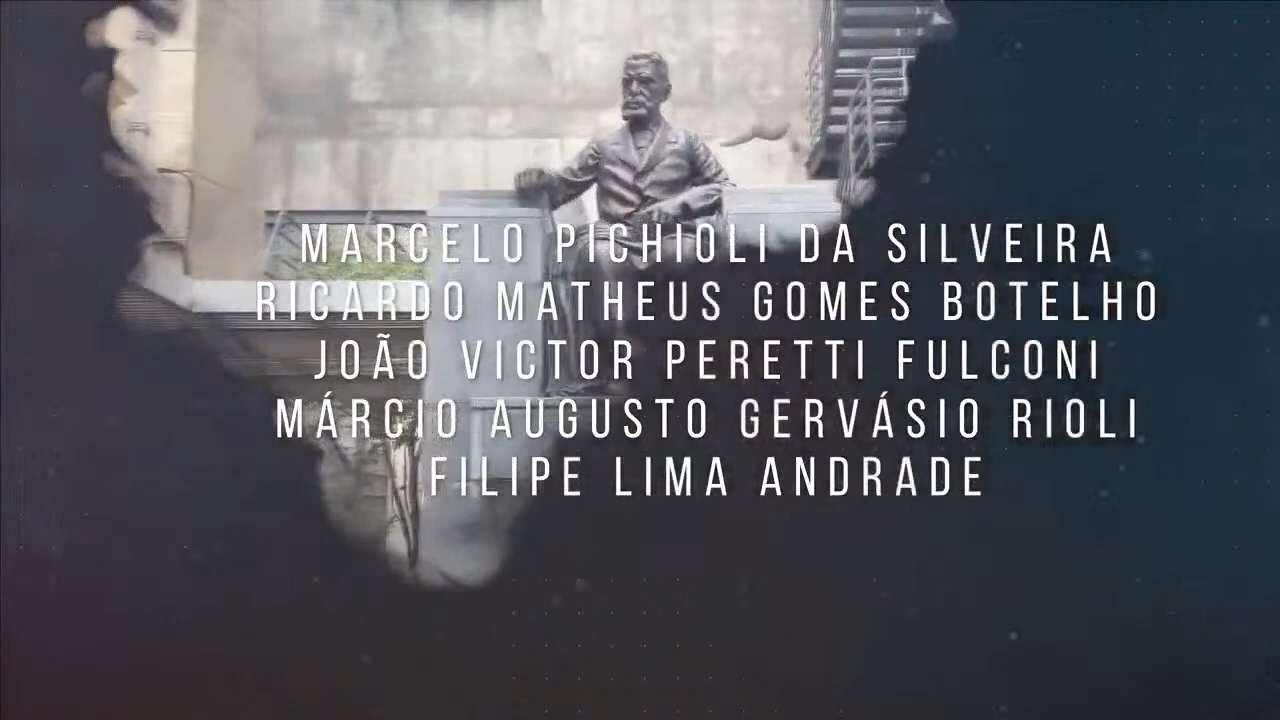 MARCELO PICHIOLI DA SILVEIRA
RICARDO MATHEUS GOMES BOTELHO
JOÃO VICTOR PERETTI FULCONI
MÁRCIO AUGUSTO GERVÁSIO RIOLI
FILIPE LIMA ANDRADE